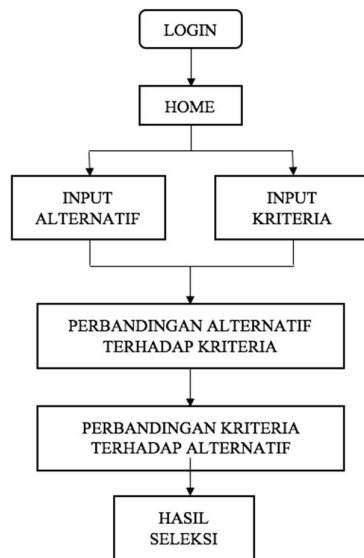 LOGIN
HOME
INPUT
ALTERNATIF
INPUT
KRITERIA
PERBANDINGAN ALTERNATIF
TERHADAP KRITERIA
PERBANDINGAN KRITERIA
TERHADAP ALTERNATIF
HASIL
SELEKSI